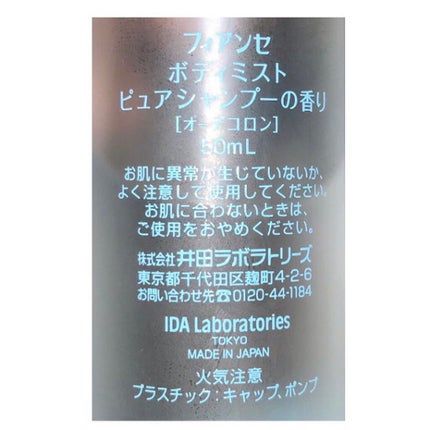 フィアンセ
ボディミスト
ピュアシャンプーの香り
[オーデコロン]
50mL
お肌に異常が生じていないか、
よく注意して使用してください。
お肌に合わないときは、
ご使用をおやめください。
株式会社 井田ラボラトリーズ
東京都千代田区麹町4-2-6
お問い合わせ先☎0120-44-1184
IDA Laboratories
TOKYO
MADE IN JAPAN
火気注意
プラスチック:キャップ、ポンプ